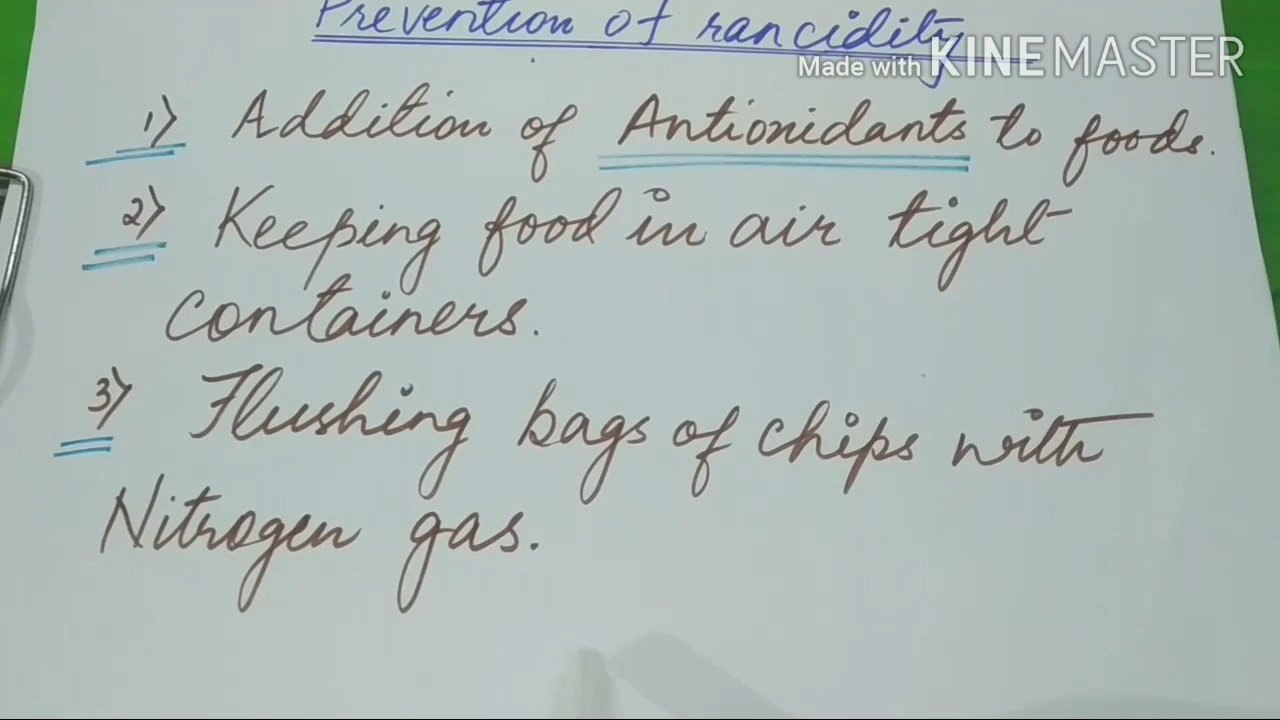 Prevention of rancidity
Made with KINEMASTER
1) Addition of Antioxidants to foods.
2) Keeping food in air tight
containers.
3) Flushing bags of chips with
Nitrogen gas.